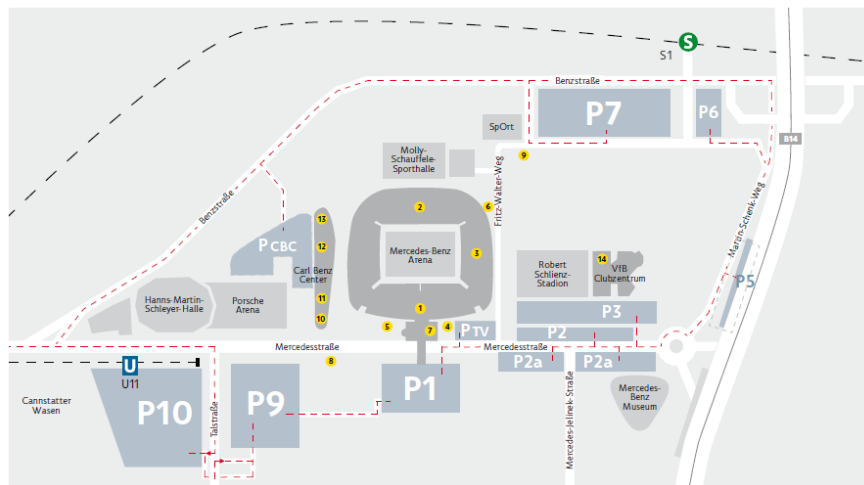 S
S1
Benzstraße
P7
P6
B14
SpOrt
Molly-
Schauffele-
Sporthalle
9
Fritz-Walter-Weg
Martin-Schenk-Weg
Benzstraße
2
6
13
P CBC
12
Carl Benz
Center
Mercedes-Benz
Arena
3
Robert
Schlienz-
Stadion
14
VfB
Clubzentrum
P5
Hanns-Martin-
Schleyer-Halle
Porsche
Arena
11
10
1
5
7
4
P TV
P3
P2
Mercedesstraße
Mercedesstraße
8
P2a
P2a
U
U11
Cannstatter
Wasen
P10
Talstraße
P9
P1
Mercedes-Jelinek-Straße
Mercedes-
Benz
Museum